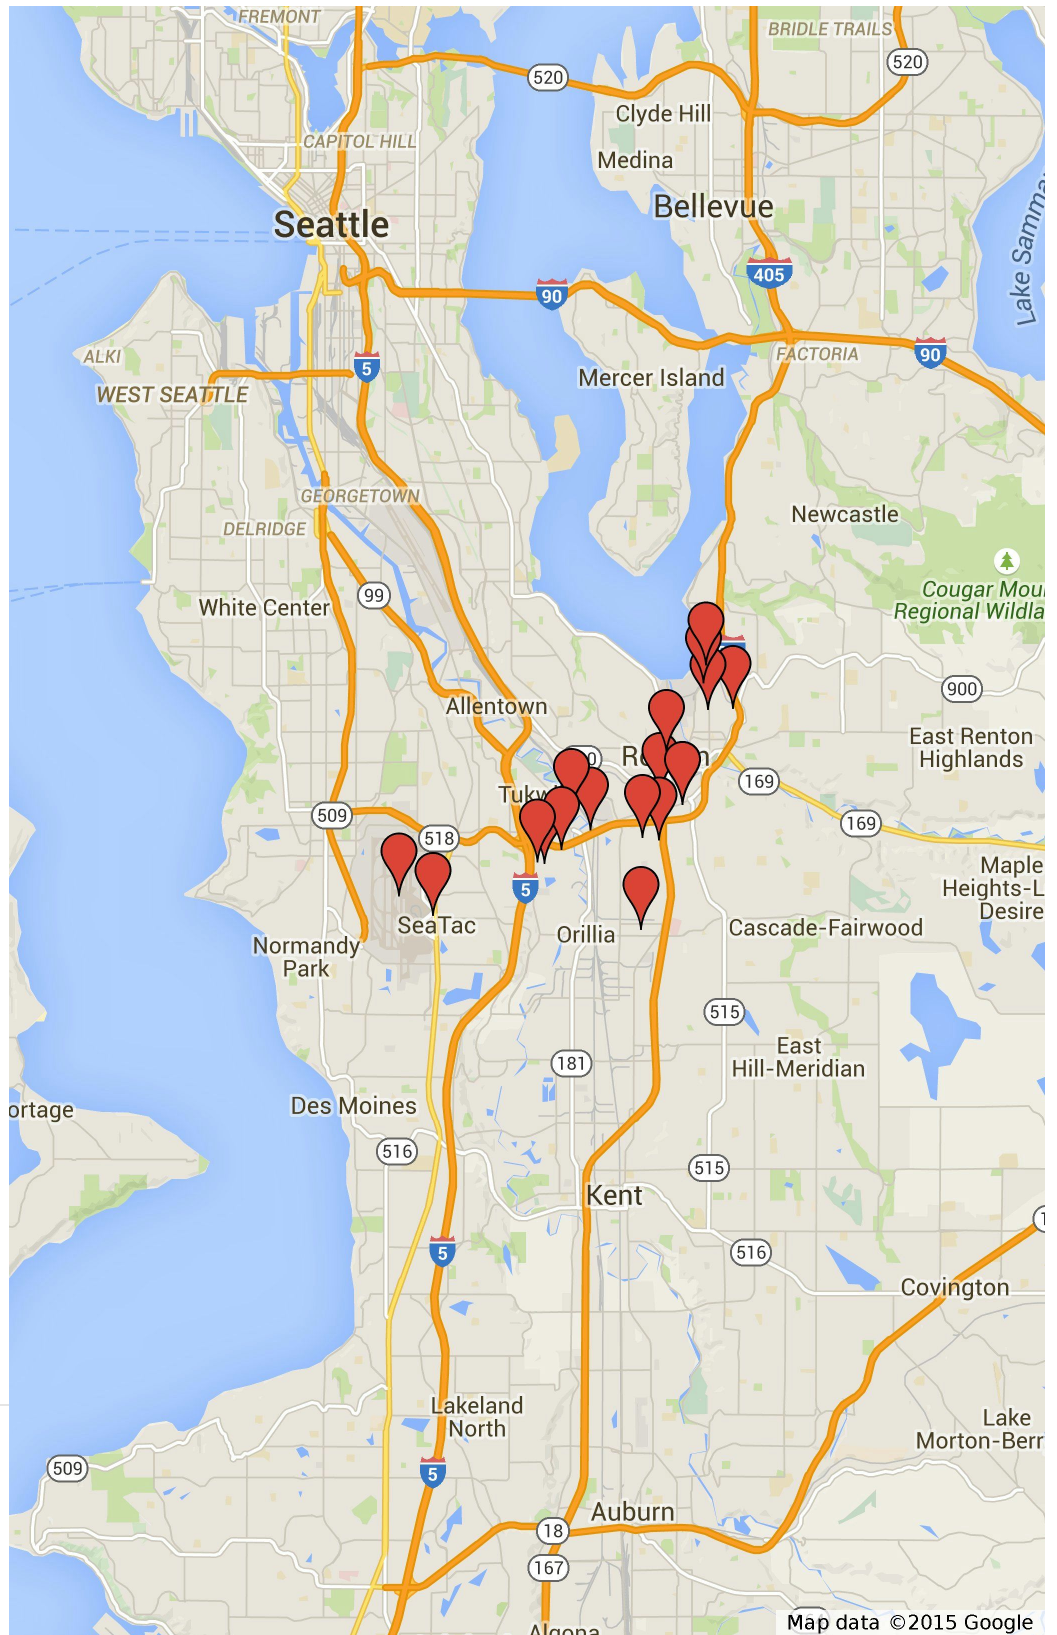 FREMONT
BRIDLE TRAILS
520
520
Clyde Hill
CAPITOL HILL
Medina
Bellevue
Seattle
405
90
Lake Samma
5
ALKI
FACTORIA
90
WEST SEATTLE
Mercer Island
GEORGETOWN
Newcastle
DELRIDGE
99
White Center
Cougar Mou
Regional Wildla
900
Allentown
East Renton
Highlands
169
509
518
169
5
Maple
Heights-L
Desire
SeaTac
Orillia
Cascade-Fairwood
Normandy
Park
515
East
Hill-Meridian
181
ortage
Des Moines
516
515
Kent
516
5
Covington
Lakeland
North
Lake
Morton-Berr
509
5
Auburn
18
167
Map data ©2015 Google
Algona